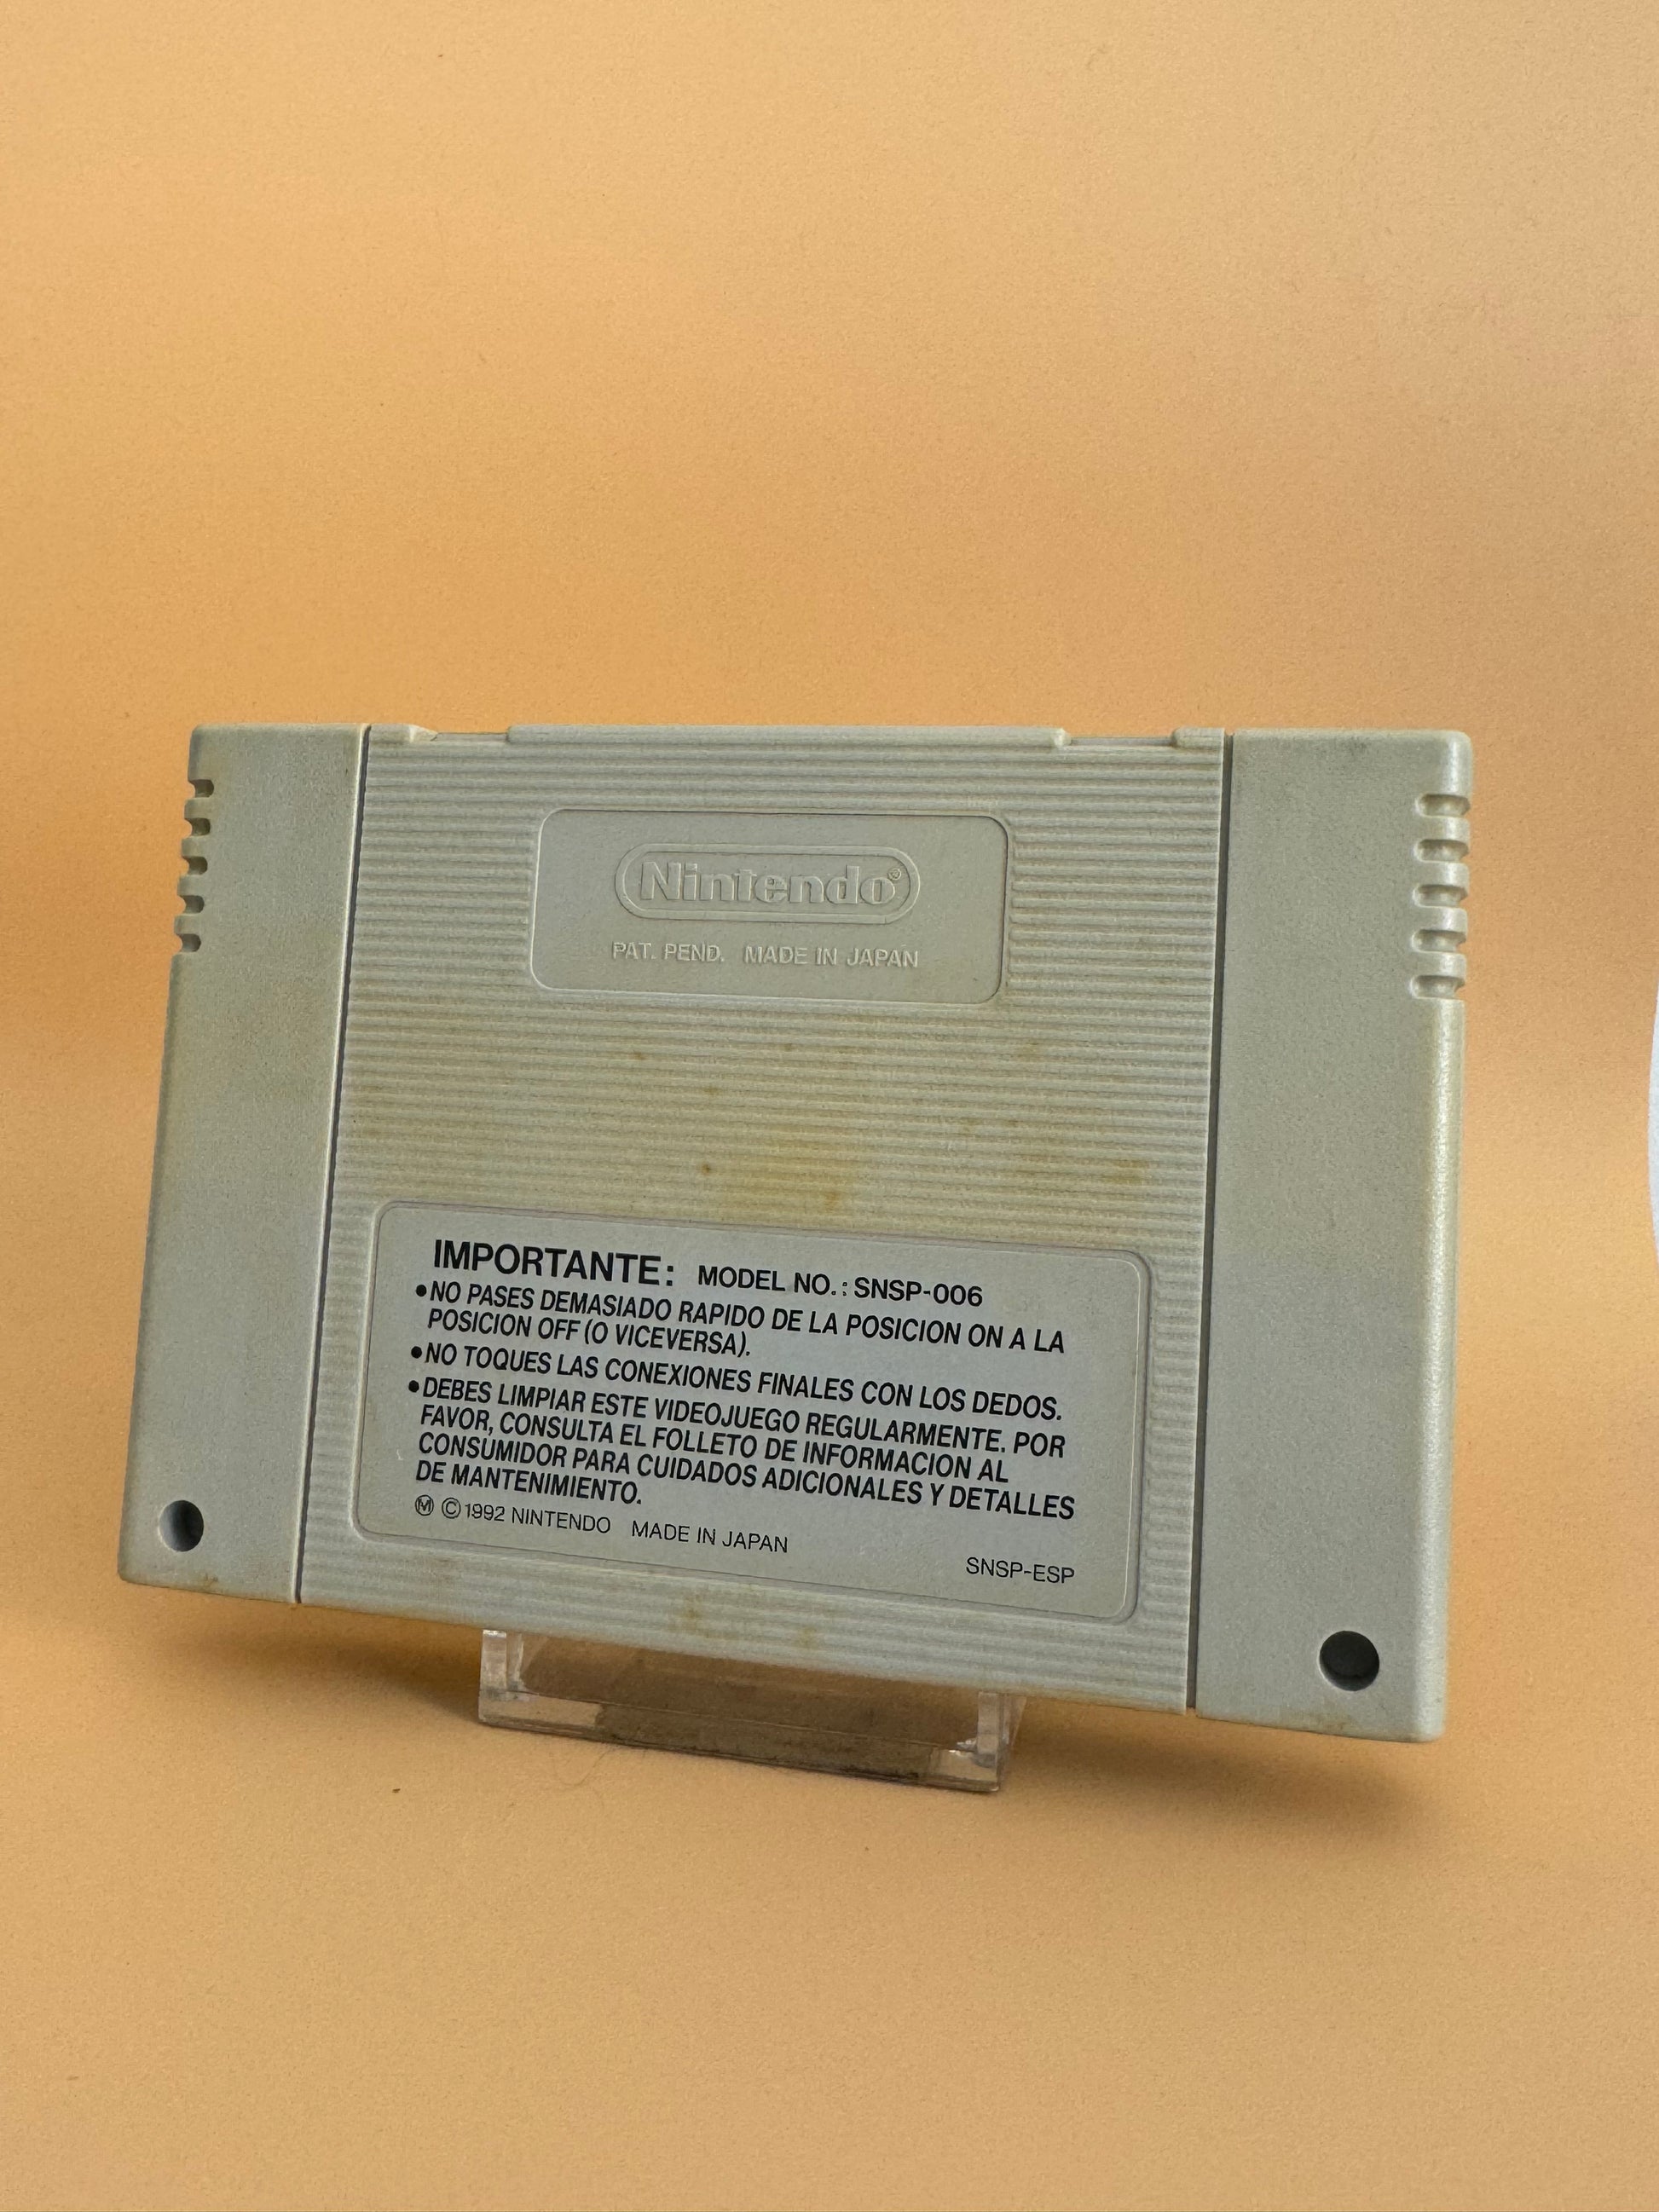 Nintendo®
PAT. PEND. MADE IN JAPAN
IMPORTANTE: MODEL NO.: SNSP-006
●NO PASES DEMASIADO RAPIDO DE LA POSICION ON A LA
POSICION OFF (O VICEVERSA).
●NO TOQUES LAS CONEXIONES FINALES CON LOS DEDOS.
●DEBES LIMPIAR ESTE VIDEOJUEGO REGULARMENTE. POR
FAVOR, CONSULTA EL FOLLETO DE INFORMACION AL
CONSUMIDOR PARA CUIDADOS ADICIONALES Y DETALLES
DE MANTENIMIENTO.
Ⓜ ©1992 NINTENDO MADE IN JAPAN
SNSP-ESP